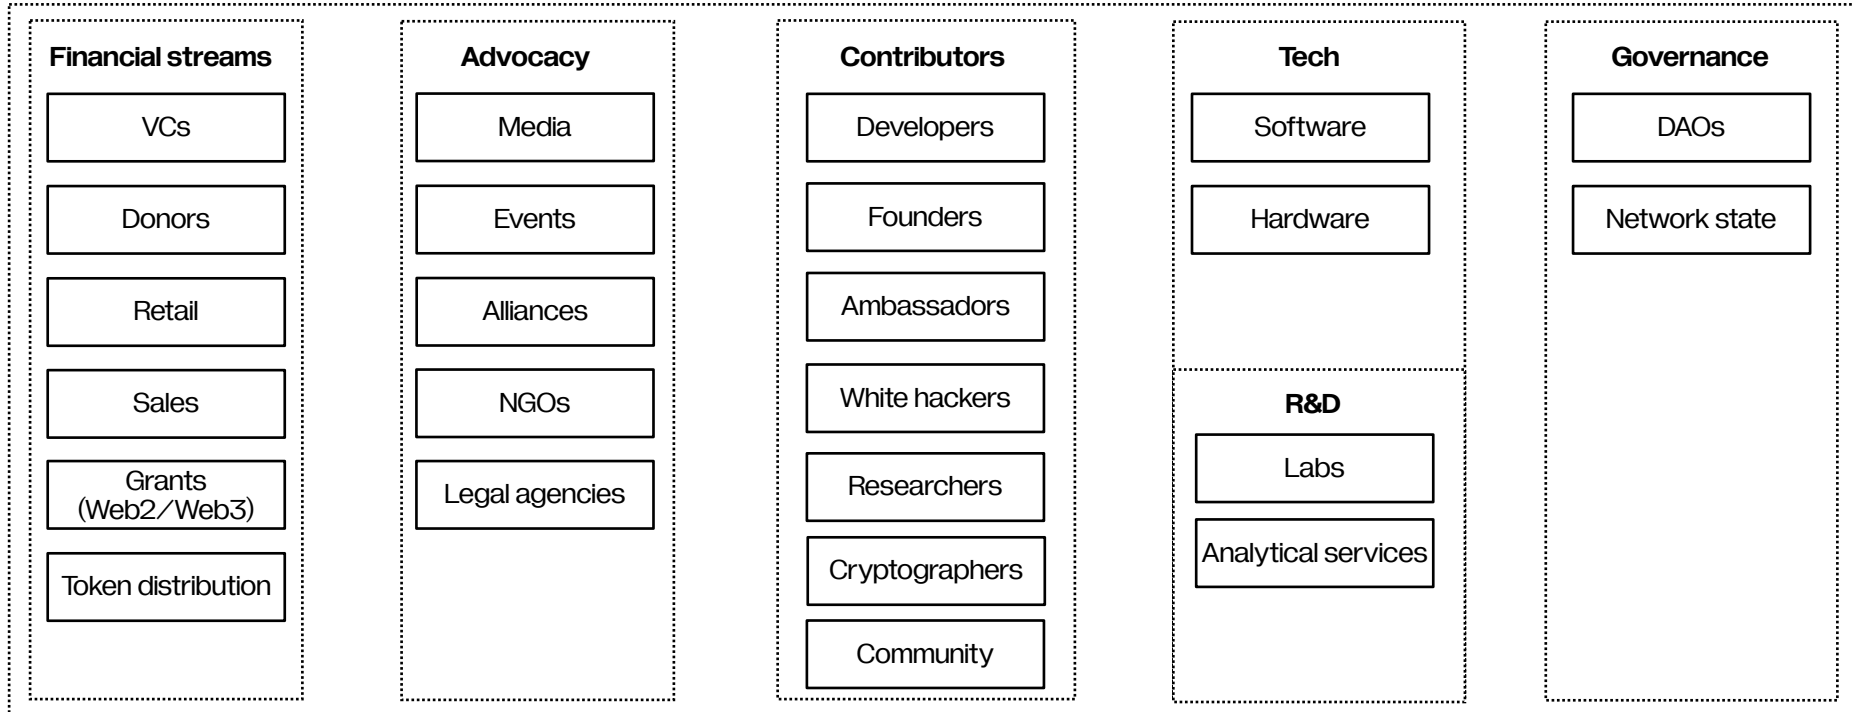 Financial streams
VCs
Donors
Retail
Sales
Grants
(Web2/Web3)
Token distribution
Advocacy
Media
Events
Alliances
NGOs
Legal agencies
Contributors
Developers
Founders
Ambassadors
White hackers
Researchers
Cryptographers
Community
Tech
Software
Hardware
R&D
Labs
Analytical services
Governance
DAOs
Network state